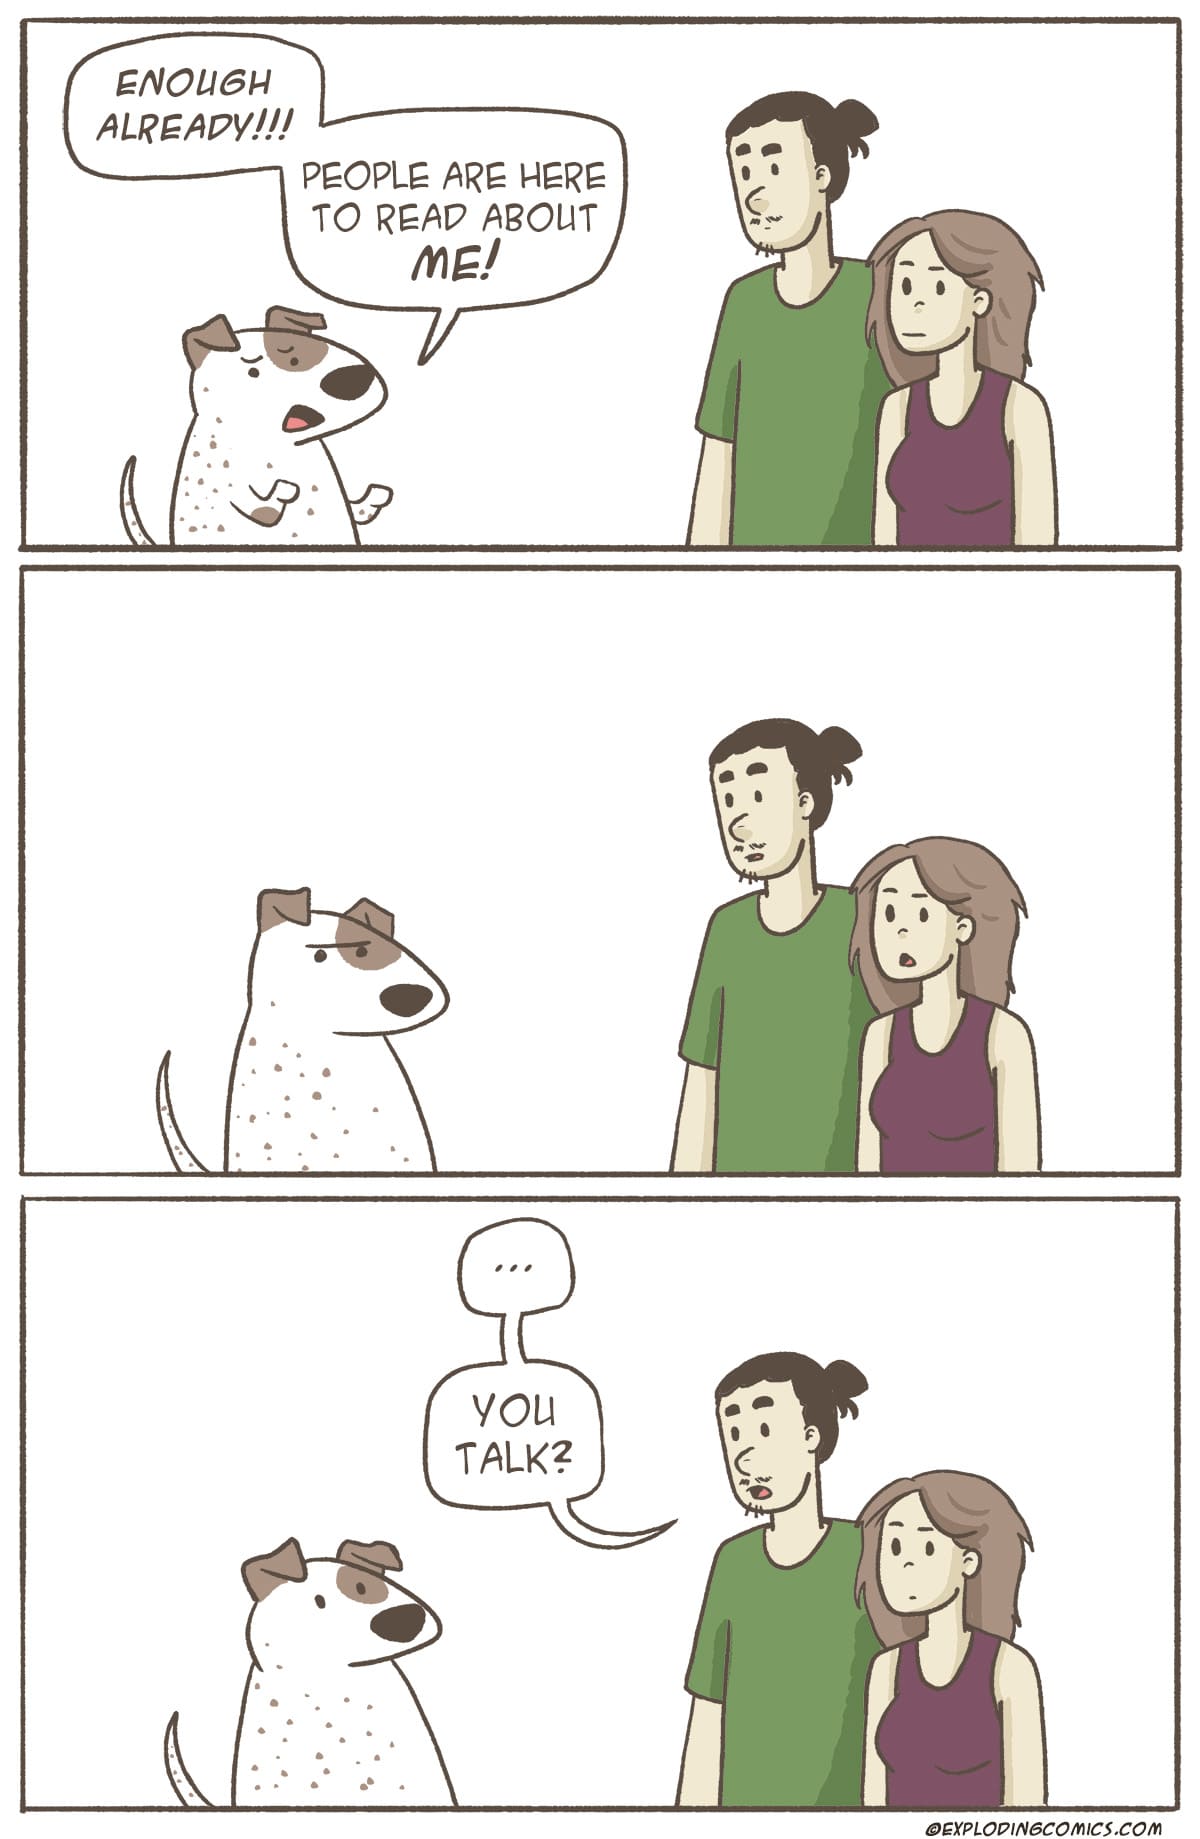 ENOUGH
ALREADY!!!
PEOPLE ARE HERE
TO READ ABOUT
ME!
...
YOU
TALK?
©EXPLODINGCOMICS.COM